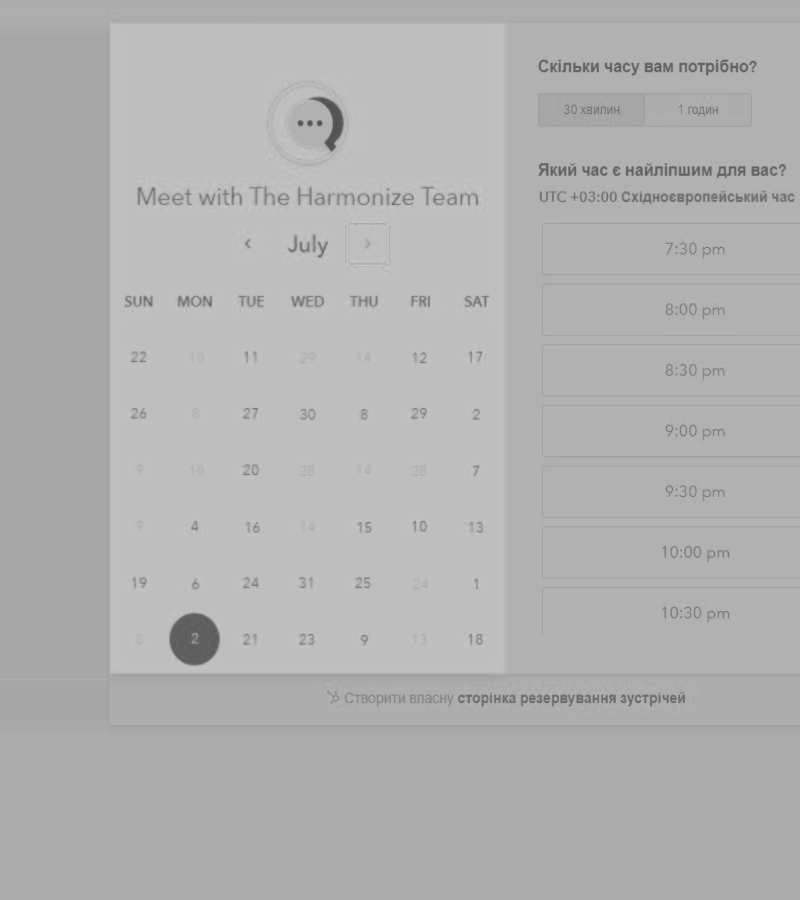 Meet with The Harmonize Team
July
SUN MON TUE WED THU FRI SAT
22 10 11 29 14 12 17
26 8 27 30 8 29 2
9 10 20 28 14 28 7
9 4 16 14 15 10 13
19 6 24 31 25 24 1
8 2 21 23 9 13 18
Скільки часу вам потрібно?
30 хвилин 1 годин
Який час є найліпшим для вас?
UTC +03:00 Східноєвропейський час
7:30 pm
8:00 pm
8:30 pm
9:00 pm
9:30 pm
10:00 pm
10:30 pm
Створити власну сторінка резервування зустрічей